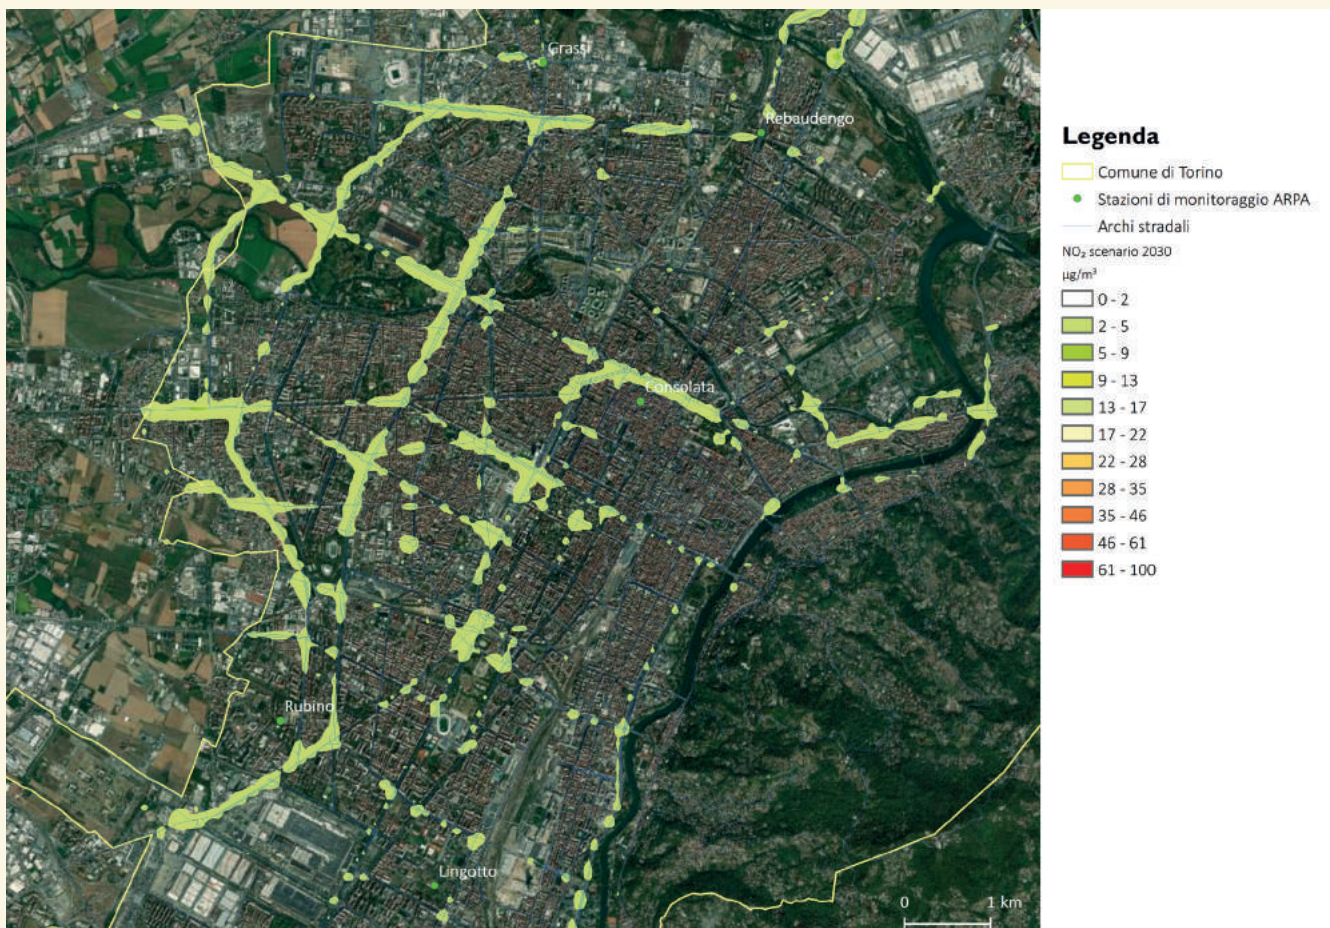 Grassi
Rebaudengo
Consolata
Rubino
Lingotto
0 1 km
Legenda
Comune di Torino
Stazioni di monitoraggio ARPA
Archi stradali
NO₂ scenario 2030
µg/m³
0 - 2
2 - 5
5 - 9
9 - 13
13 - 17
17 - 22
22 - 28
28 - 35
35 - 46
46 - 61
61 - 100